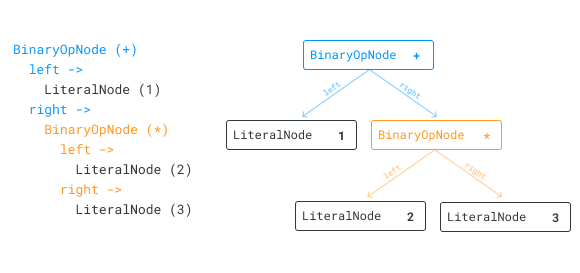 BinaryOpNode (+)
left ->
LiteralNode (1)
right ->
BinaryOpNode (*)
left ->
LiteralNode (2)
right ->
LiteralNode (3)
BinaryOpNode +
left
right
LiteralNode 1
BinaryOpNode *
left
right
LiteralNode 2
LiteralNode 3